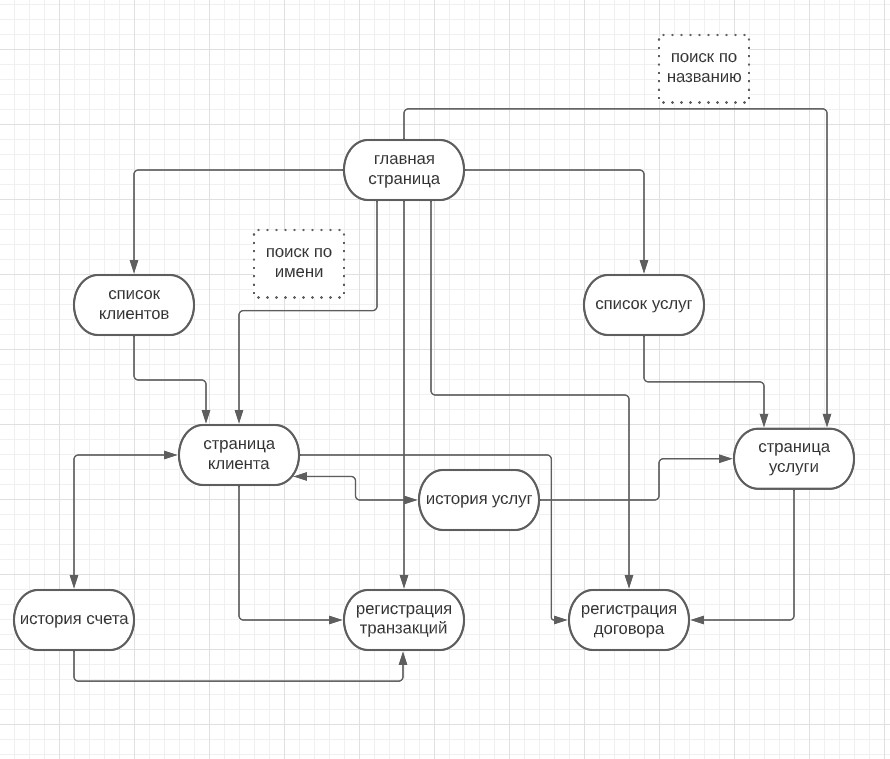 поиск по
названию
главная
страница
поиск по
имени
список
клиентов
список услуг
страница
клиента
страница
услуги
история услуг
история счета
регистрация
транзакций
регистрация
договора